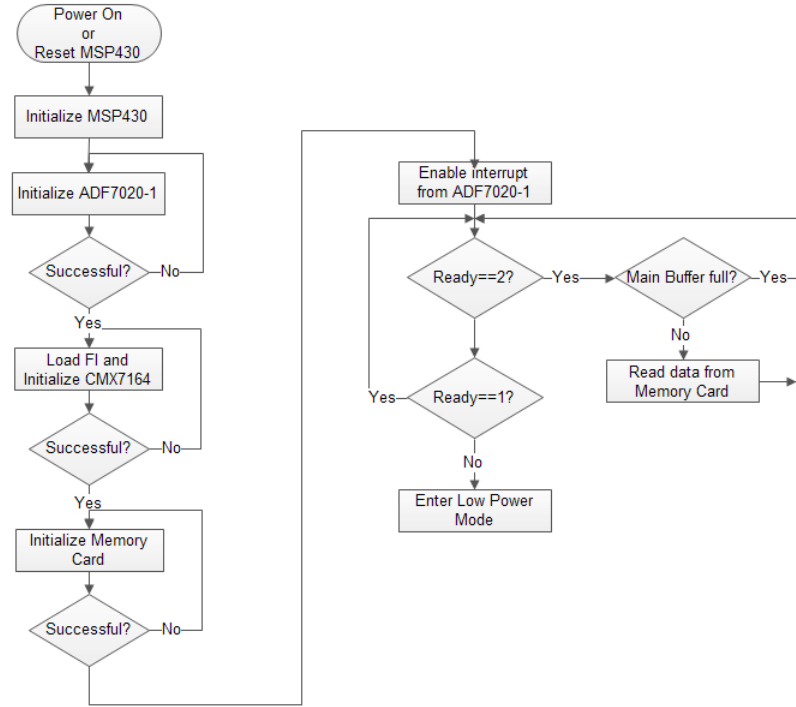 Power On
or
Reset MSP430
Initialize MSP430
Initialize ADF7020-1
Successful?
No
Yes
Load FI and
Initialize CMX7164
Successful?
No
Yes
Initialize Memory
Card
Successful?
No
Enable interrupt
from ADF7020-1
Ready==2?
Yes
Main Buffer full?
Yes
No
Read data from
Memory Card
Ready==1?
Yes
No
Enter Low Power
Mode